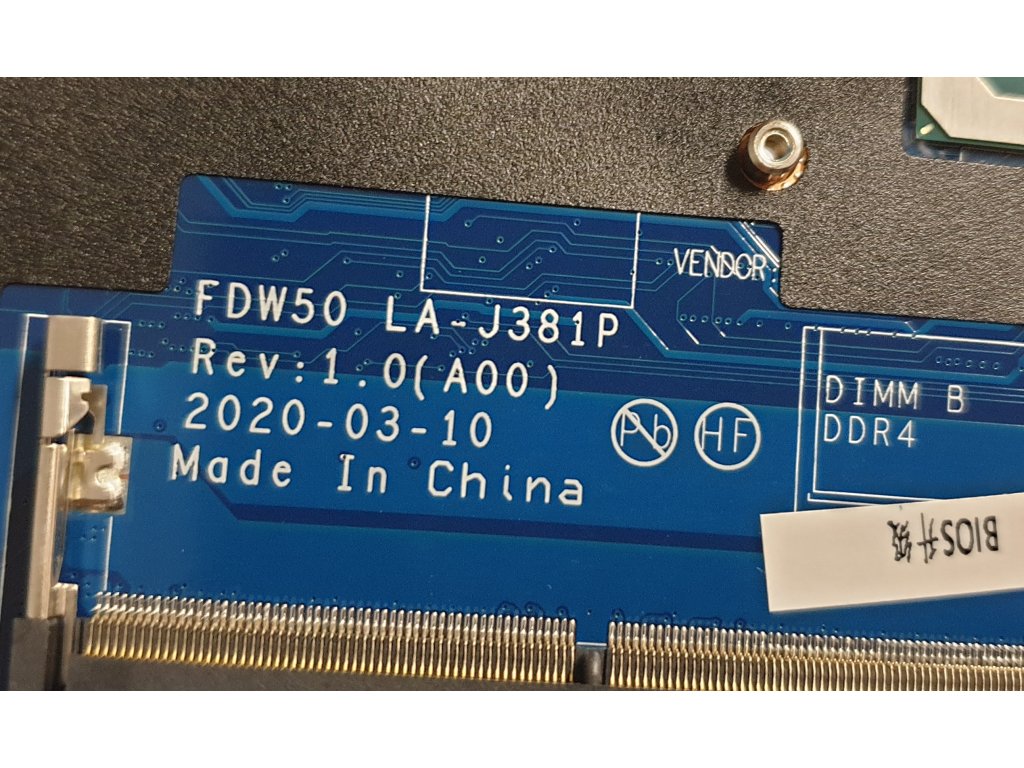 VENDOR
FDW50 LA-J381P
Rev:1.0(A00)
2020-03-10
Made In China
Pb
HF
DIMM B
DDR4
BIOS升级